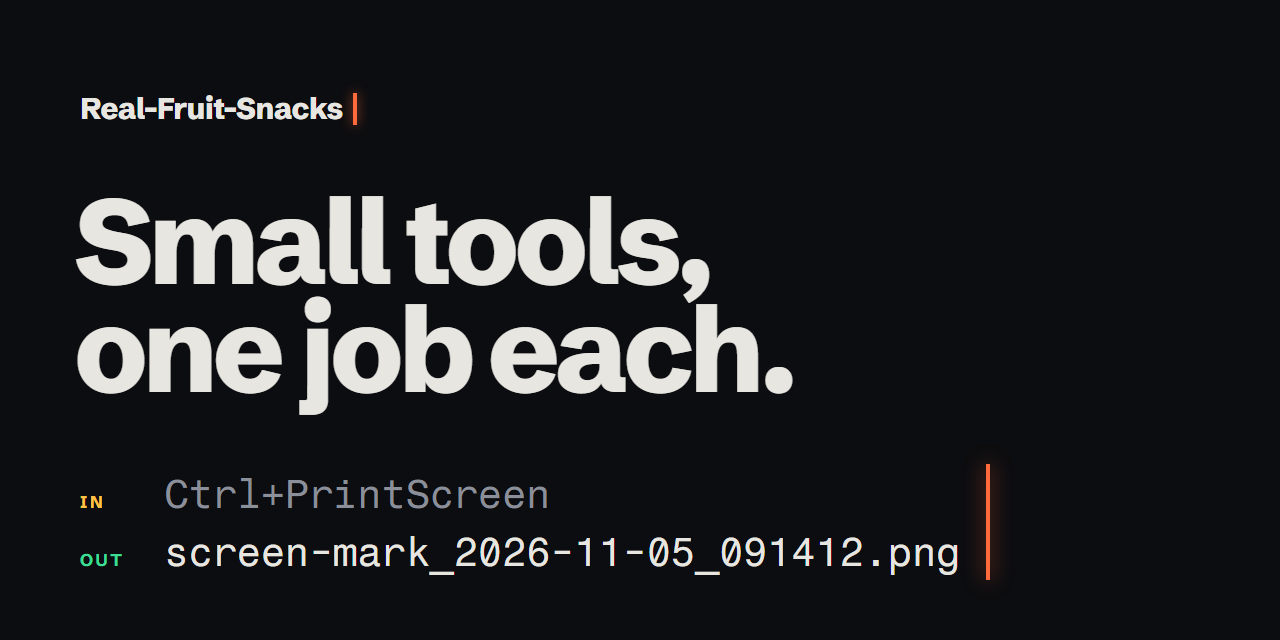 Real-Fruit-Snacks
Small tools,
one job each.
IN Ctrl+PrintScreen
OUT screen-mark_2026-11-05_091412.png